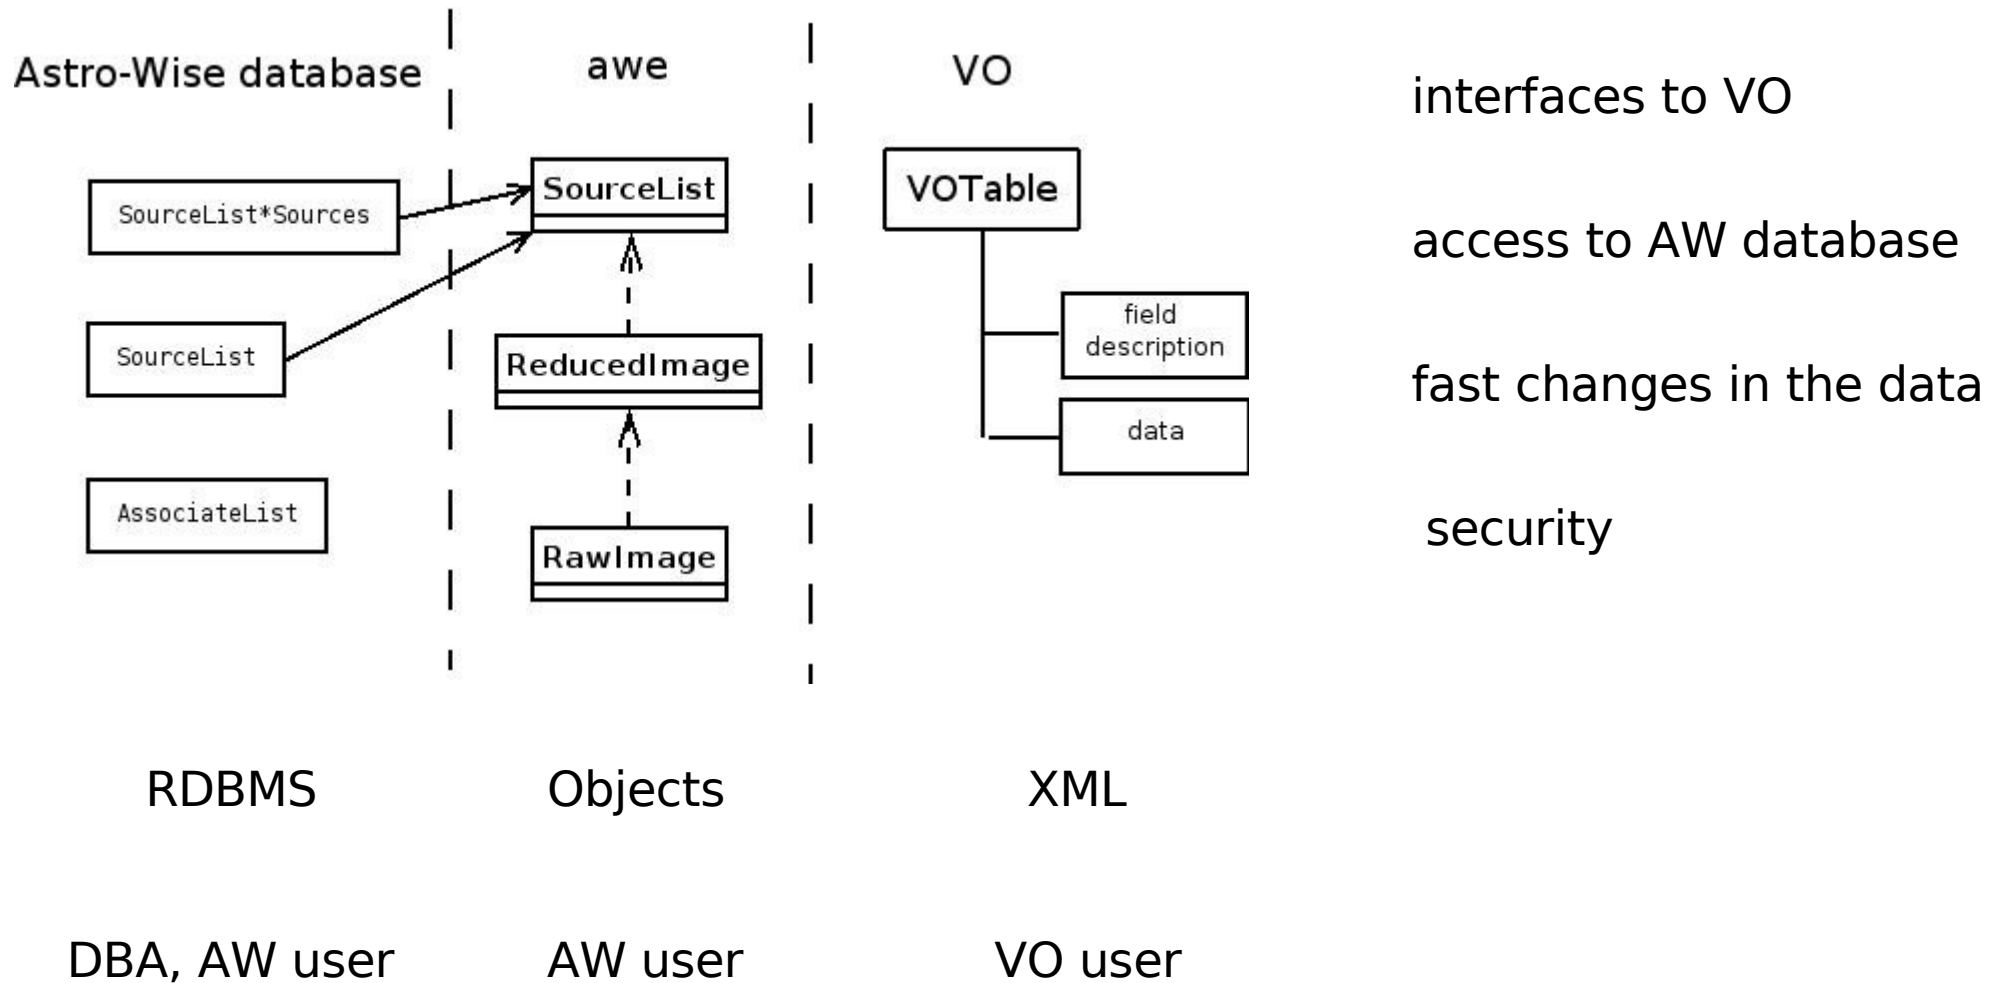 Astro-Wise database
awe
VO
SourceList*Sources
SourceList
AssociateList
SourceList
ReducedImage
RawImage
VOTable
field
description
data
interfaces to VO
access to AW database
fast changes in the data
security
RDBMS
Objects
XML
DBA, AW user
AW user
VO user